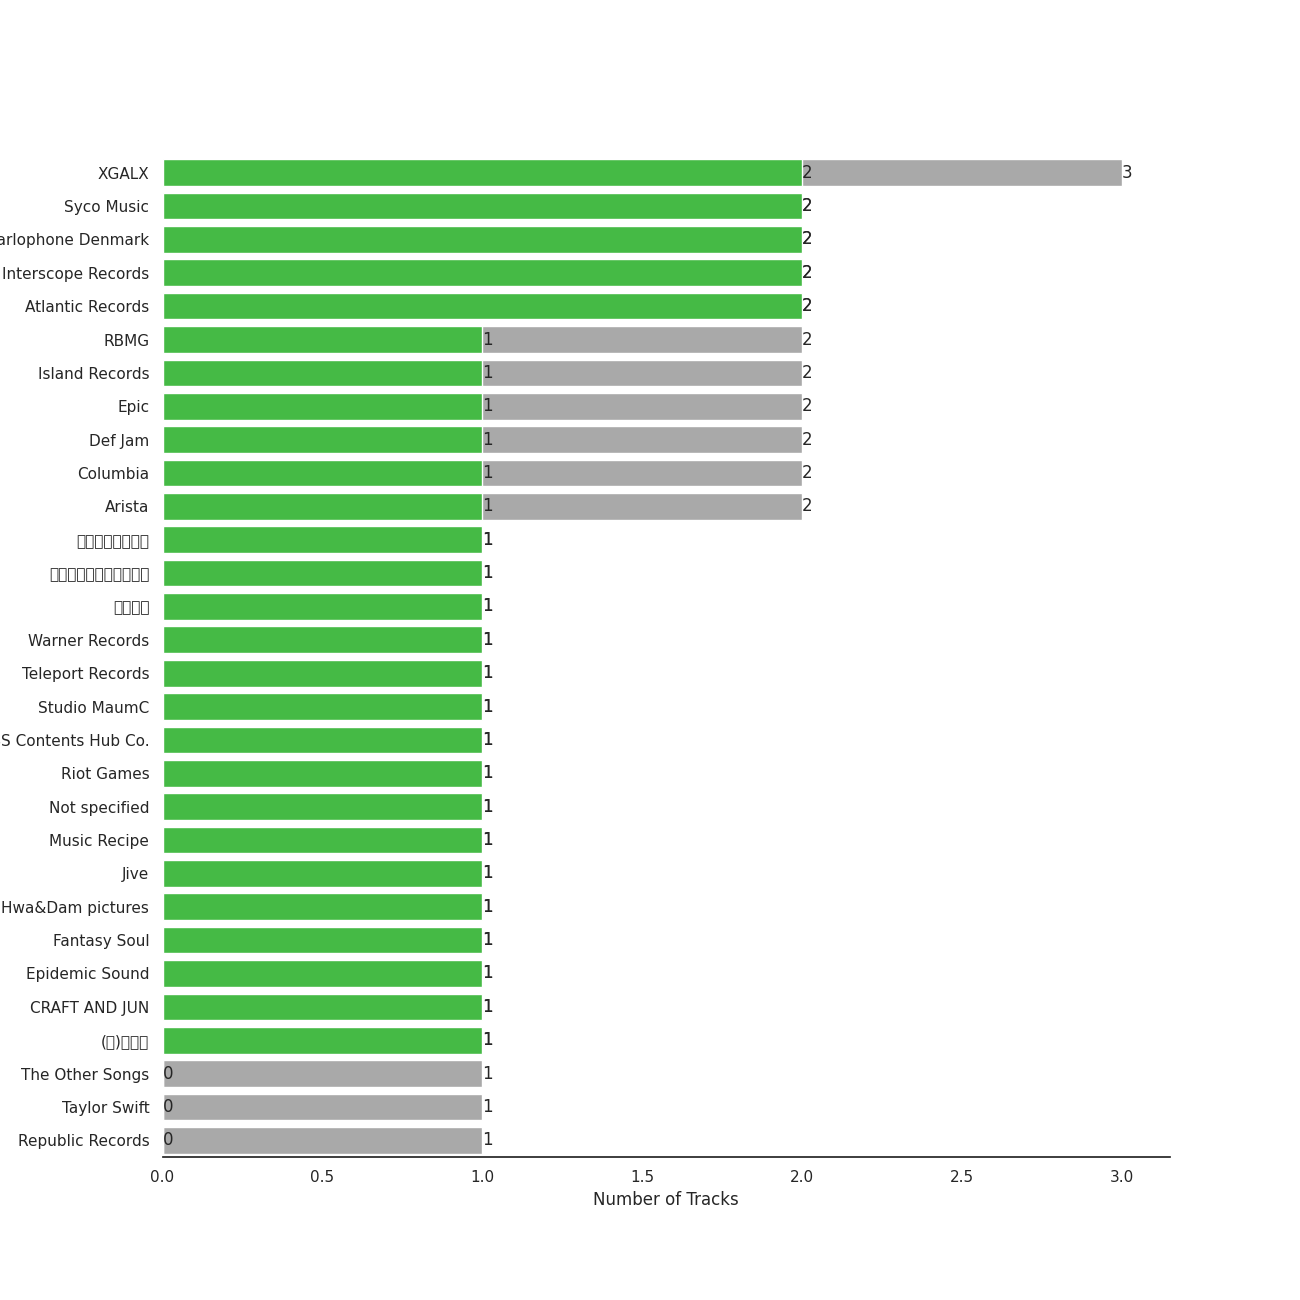 XGALX 2 3
Syco Music 2
arlophone Denmark 2
Interscope Records 2
Atlantic Records 2
RBMG 1 2
Island Records 1 2
Epic 1 2
Def Jam 1 2
Columbia 1 2
Arista 1 2
1
1
1
Warner Records 1
Teleport Records 1
Studio MaumC 1
S Contents Hub Co. 1
Riot Games 1
Not specified 1
Music Recipe 1
Jive 1
Hwa&Dam pictures 1
Fantasy Soul 1
Epidemic Sound 1
CRAFT AND JUN 1
1
The Other Songs 0 1
Taylor Swift 0 1
Republic Records 0 1
0.0 0.5 1.0 1.5 2.0 2.5 3.0
Number of Tracks